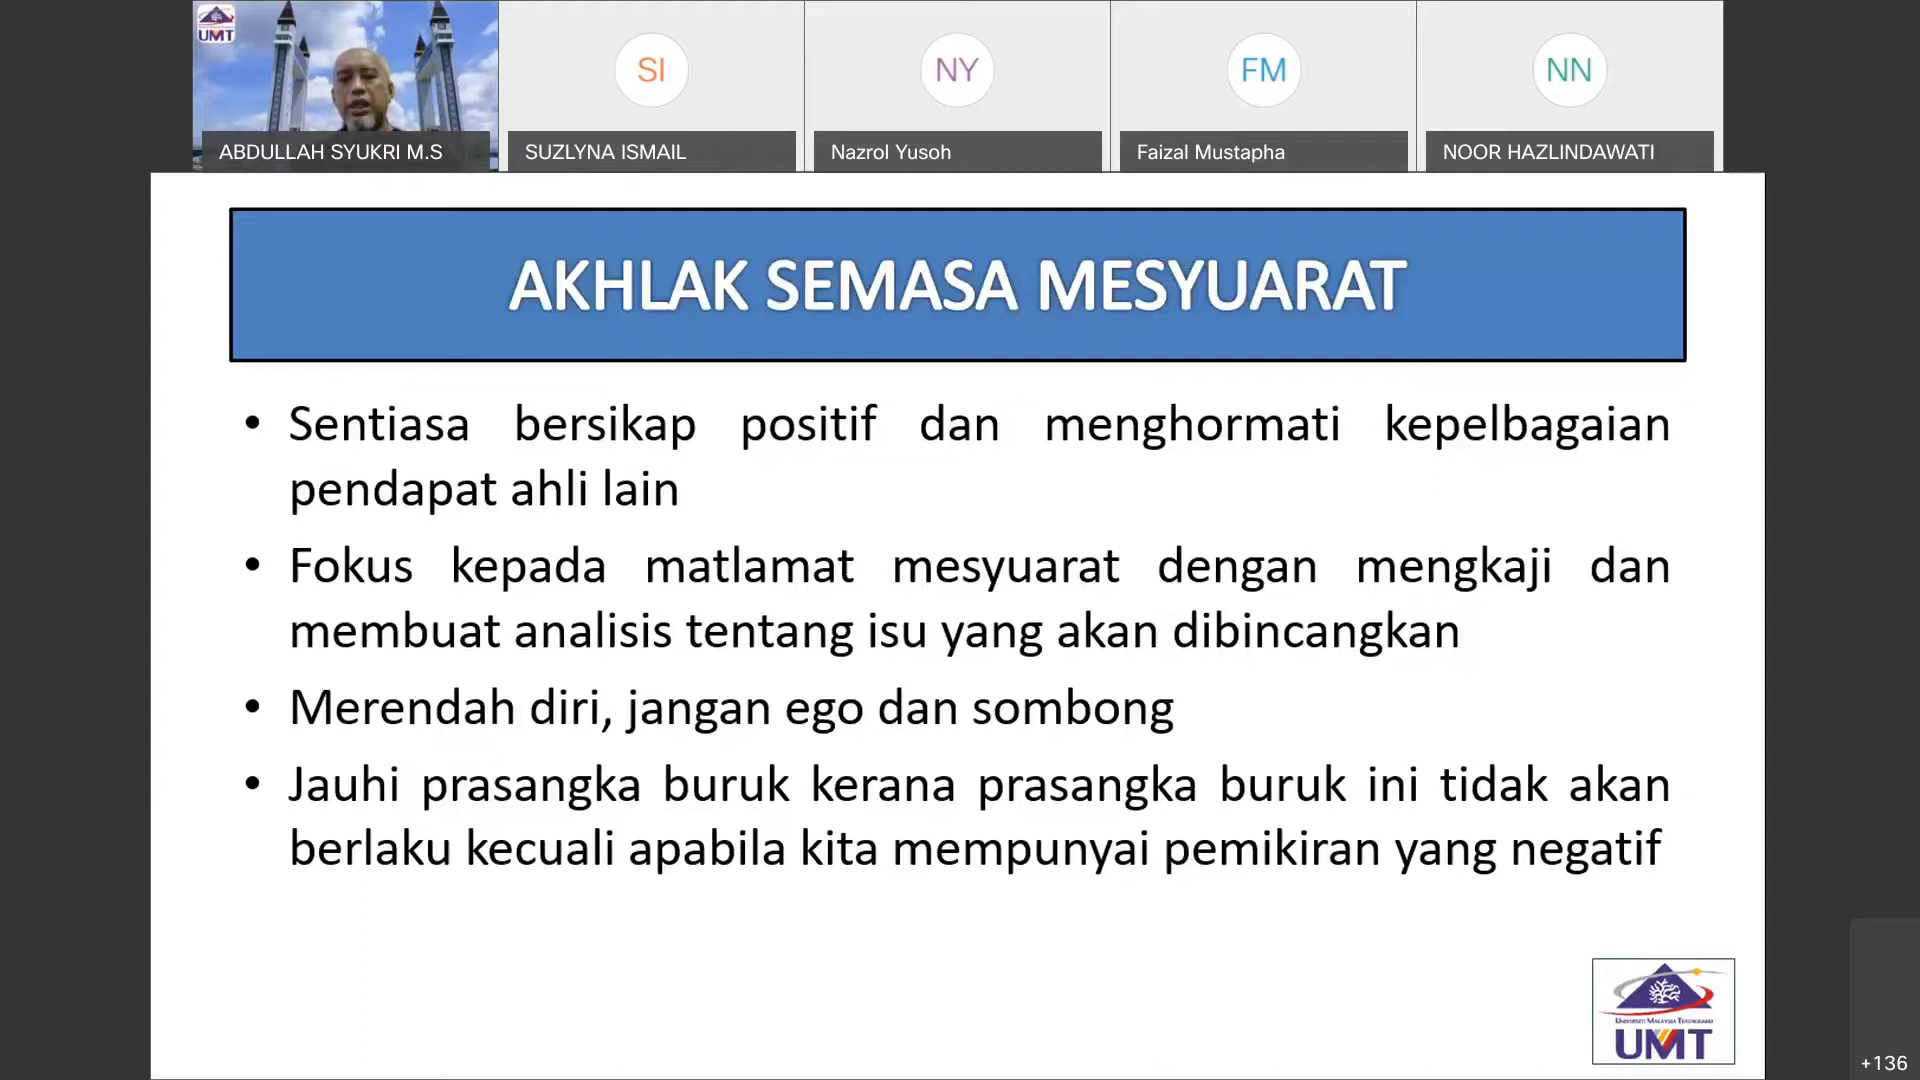 UMT
SI
NY
FM
NN
ABDULLAH SYUKRI M.S
SUZLYNA ISMAIL
Nazrol Yusoh
Faizal Mustapha
NOOR HAZLINDAWATI
AKHLAK SEMASA MESYUARAT
• Sentiasa bersikap positif dan menghormati kepelbagaian
pendapat ahli lain
• Fokus kepada matlamat mesyuarat dengan mengkaji dan
membuat analisis tentang isu yang akan dibincangkan
• Merendah diri, jangan ego dan sombong
• Jauhi prasangka buruk kerana prasangka buruk ini tidak akan
berlaku kecuali apabila kita mempunyai pemikiran yang negatif
UNIVERSITI MALAYSIA TERENGGANU
UMT
+136